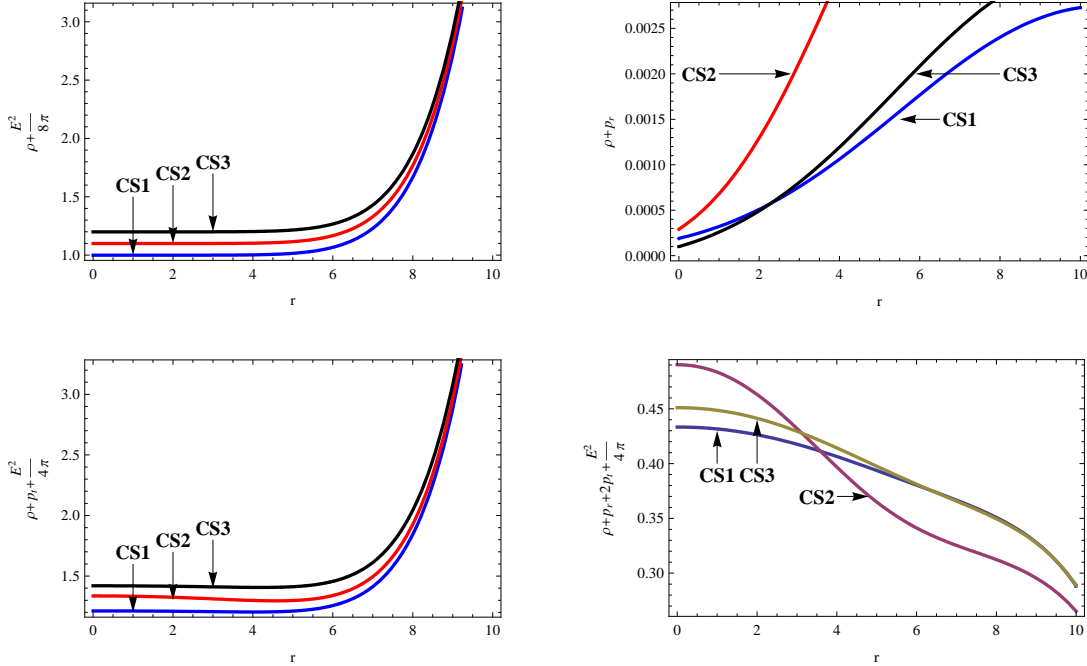 ρ+E²/8π
3.0
2.5
2.0
1.5
1.0
CS1
CS2
CS3
0 2 4 6 8 10
r
ρ+pᵣ
0.0025
0.0020
0.0015
0.0010
0.0005
0.0000
CS2
CS3
CS1
0 2 4 6 8 10
r
ρ+pₜ+E²/4π
3.0
2.5
2.0
1.5
CS1
CS2
CS3
0 2 4 6 8 10
r
ρ+pᵣ+2pₜ+E²/4π
0.45
0.40
0.35
0.30
CS1
CS3
CS2
0 2 4 6 8 10
r